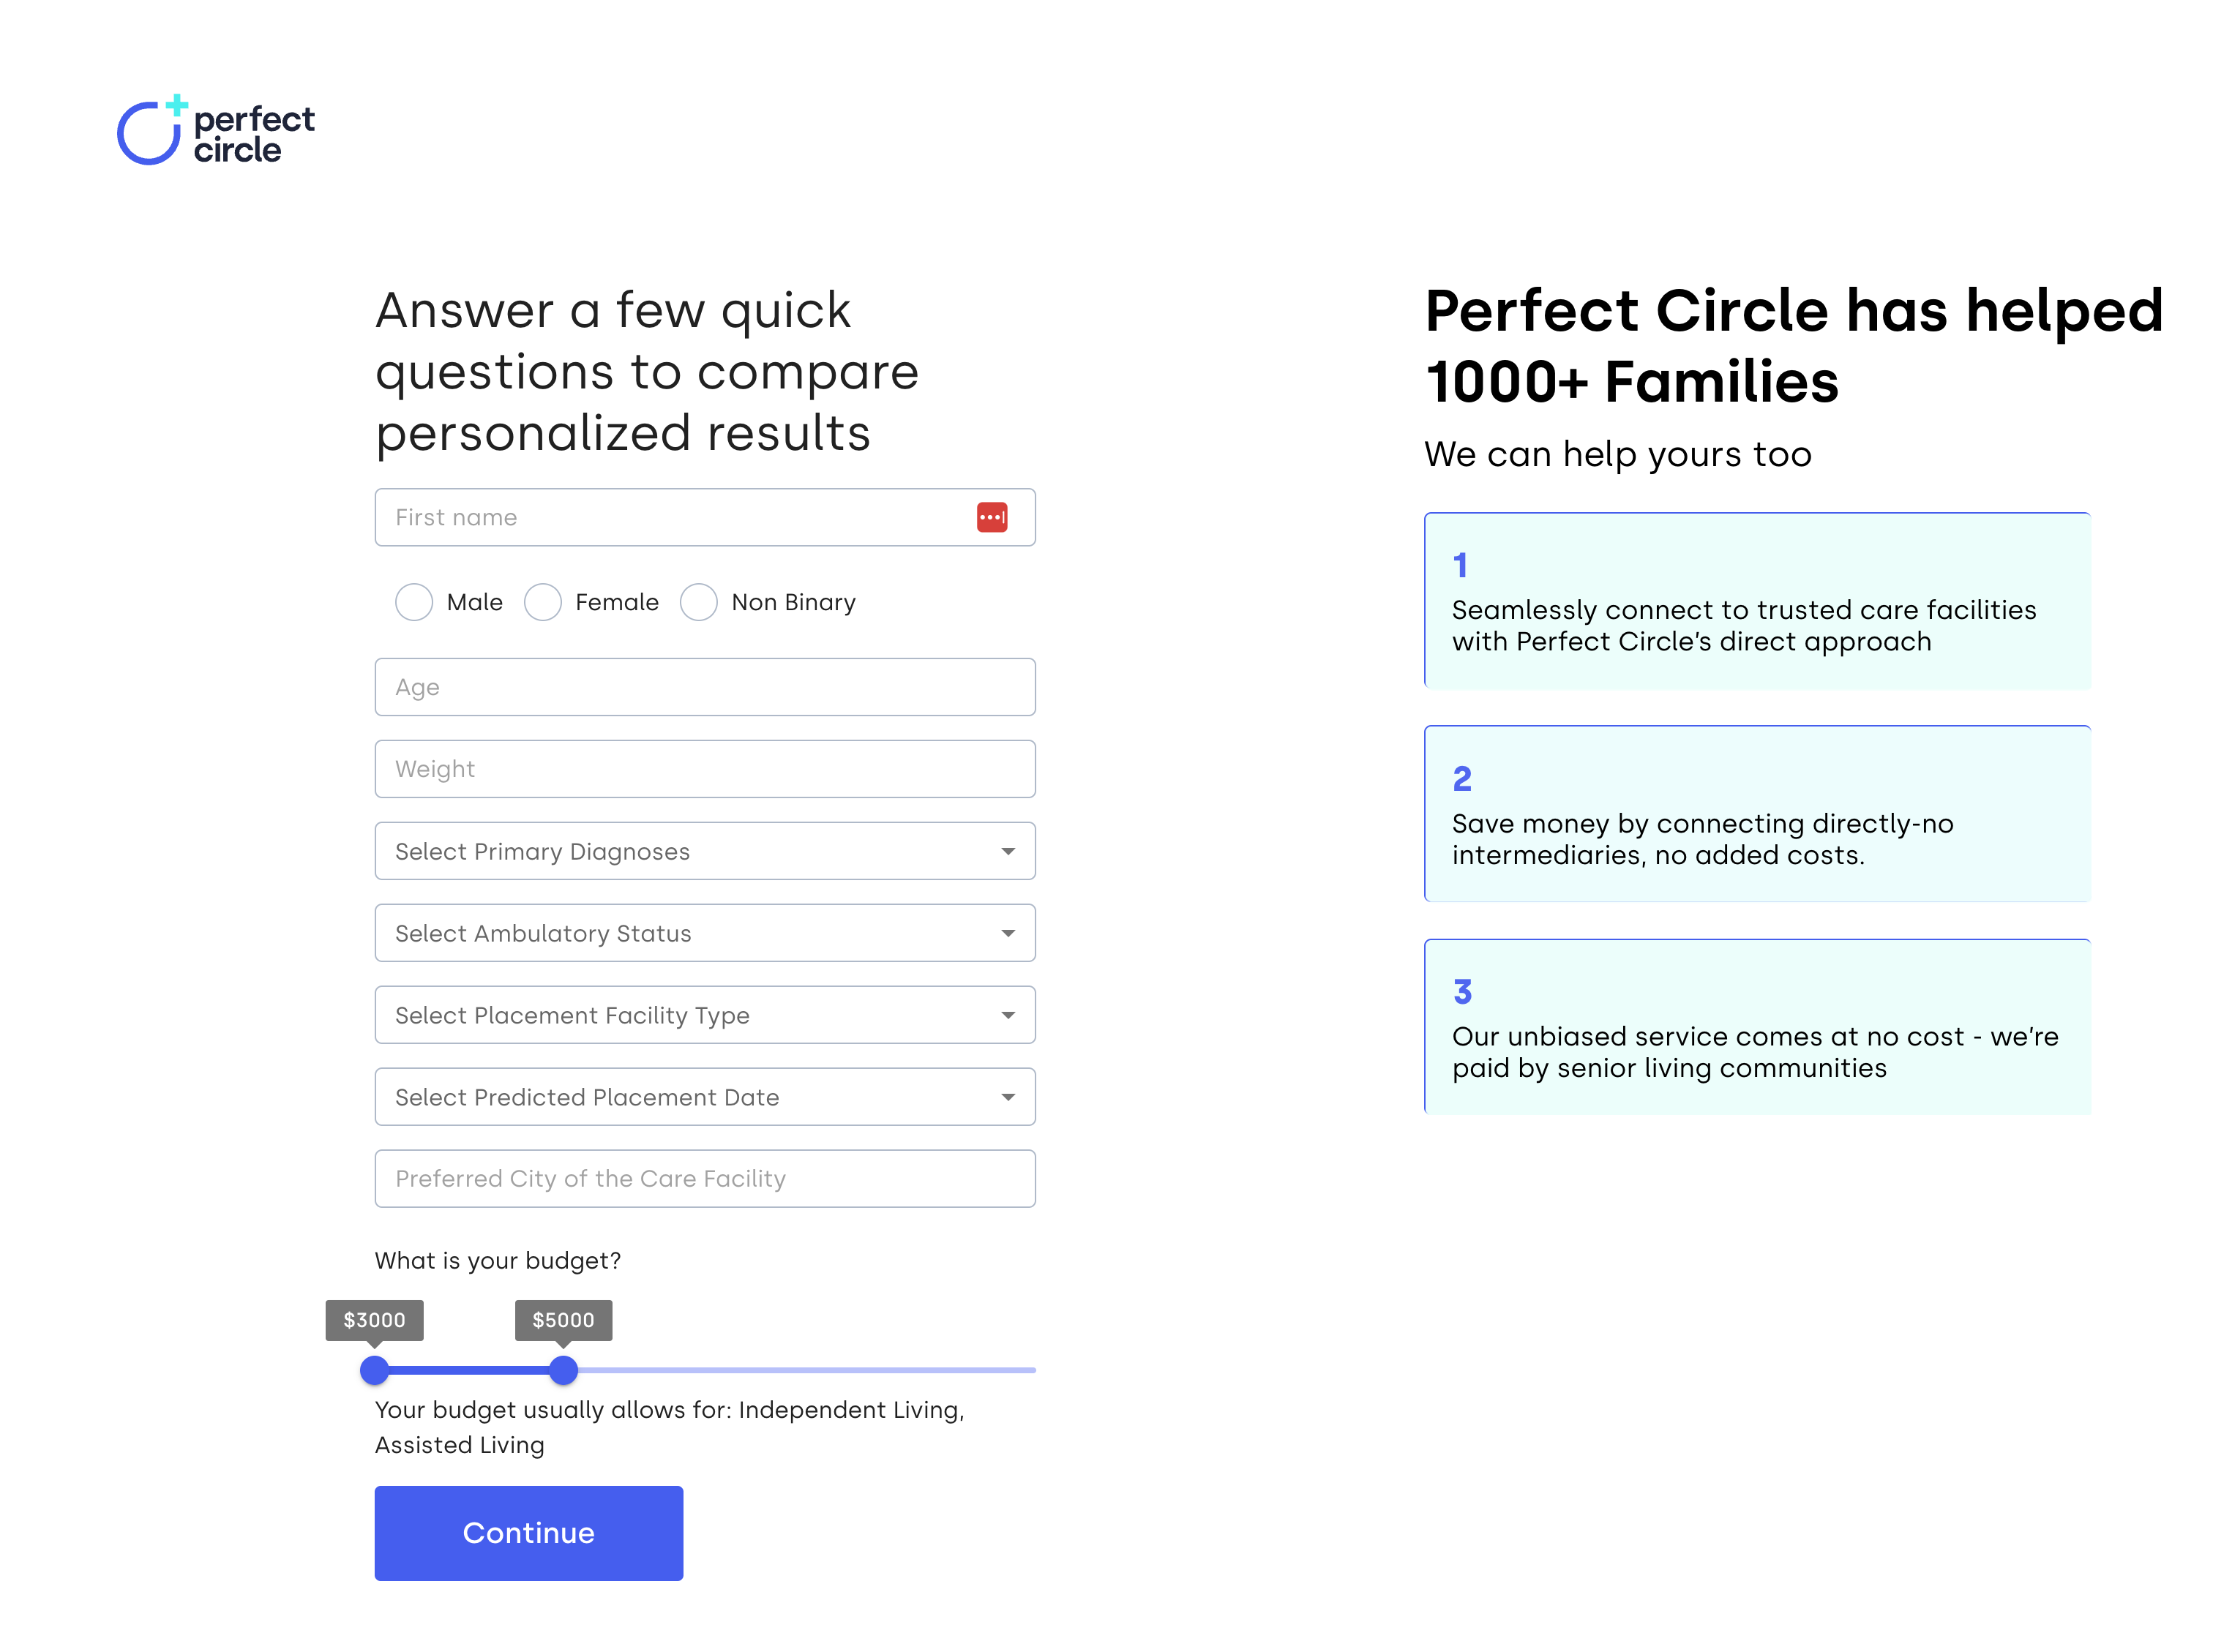 perfect
circle
Answer a few quick
questions to compare
personalized results
First name
Male
Female
Non Binary
Age
Weight
Select Primary Diagnoses
Select Ambulatory Status
Select Placement Facility Type
Select Predicted Placement Date
Preferred City of the Care Facility
What is your budget?
$3000
$5000
Your budget usually allows for: Independent Living,
Assisted Living
Continue
Perfect Circle has helped
1000+ Families
We can help yours too
1
Seamlessly connect to trusted care facilities
with Perfect Circle’s direct approach
2
Save money by connecting directly-no
intermediaries, no added costs.
3
Our unbiased service comes at no cost - we’re
paid by senior living communities